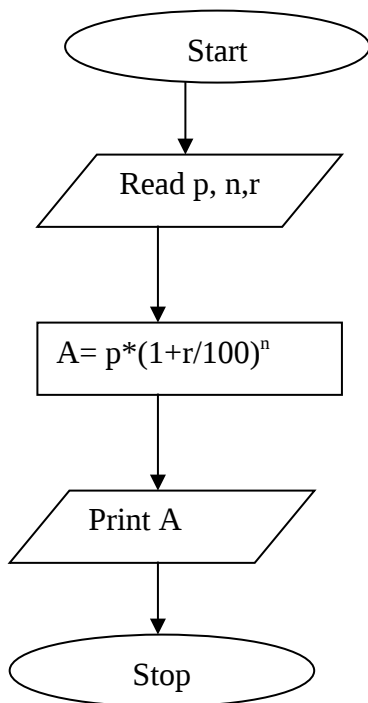 Start
Read p, n,r
A= p*(1+r/100)ⁿ
Print A
Stop